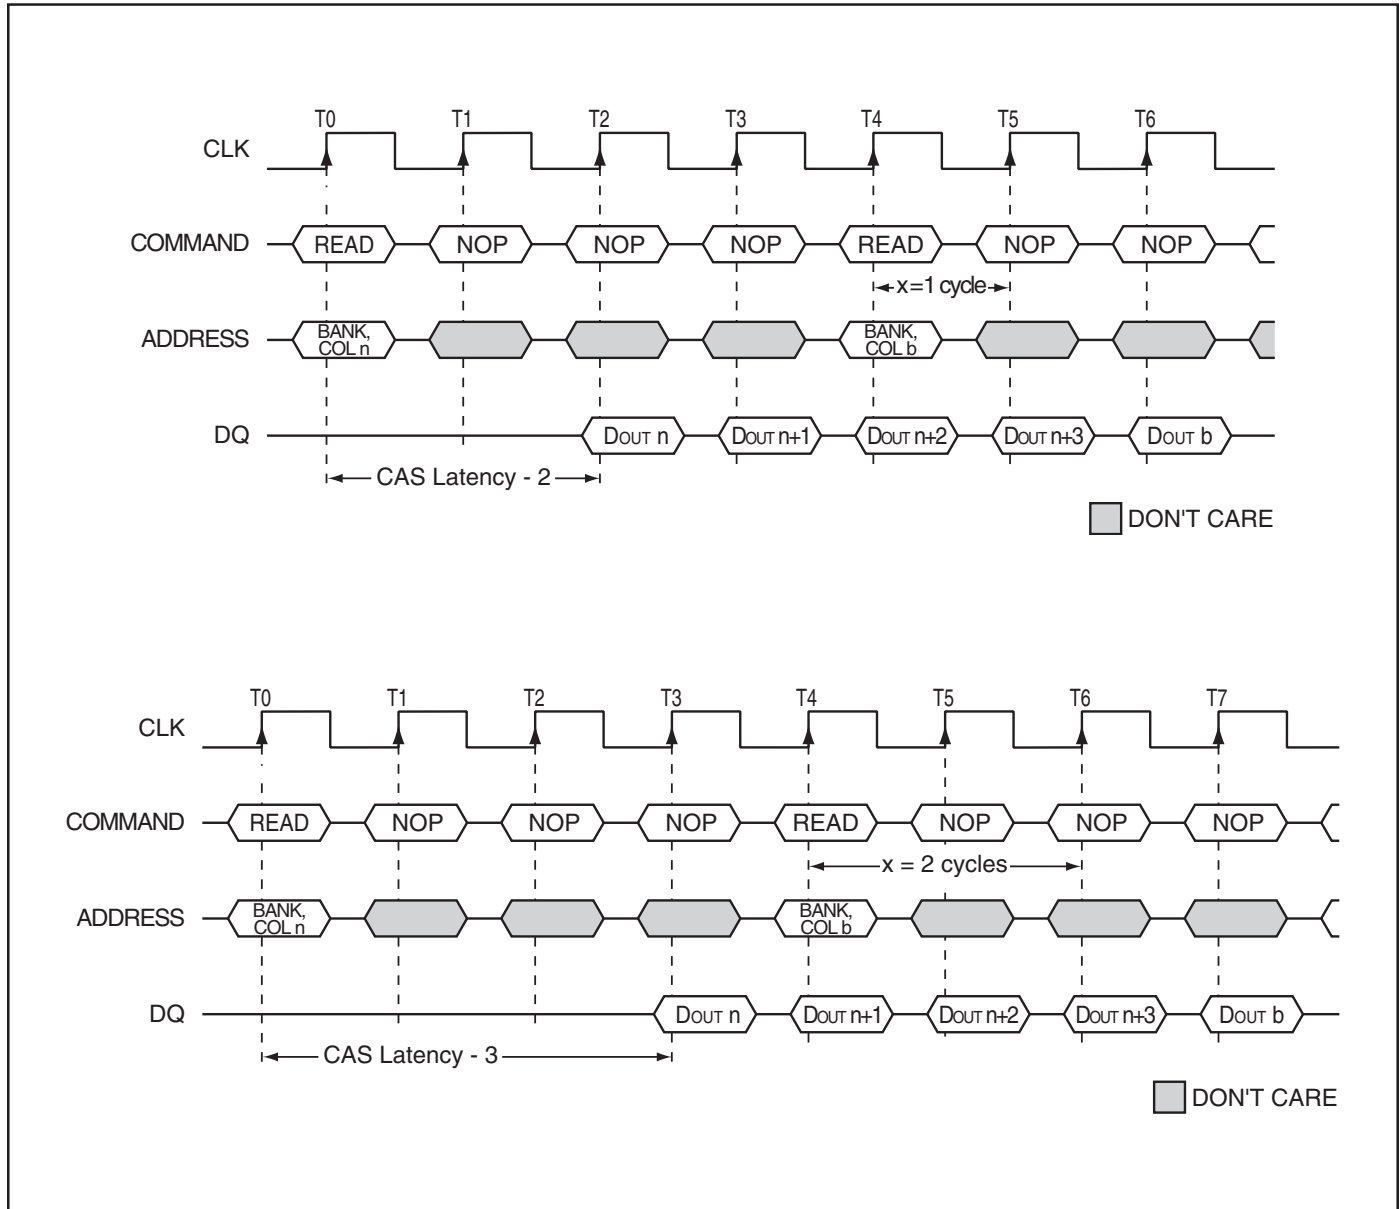 T0 T1 T2 T3 T4 T5 T6
CLK
COMMAND READ NOP NOP NOP READ NOP NOP
x=1 cycle
ADDRESS BANK, COL n BANK, COL b
DQ DOUT n DOUT n+1 DOUT n+2 DOUT n+3 DOUT b
CAS Latency - 2
DON'T CARE
T0 T1 T2 T3 T4 T5 T6 T7
CLK
COMMAND READ NOP NOP NOP READ NOP NOP NOP
x = 2 cycles
ADDRESS BANK, COL n BANK, COL b
DQ DOUT n DOUT n+1 DOUT n+2 DOUT n+3 DOUT b
CAS Latency - 3
DON'T CARE